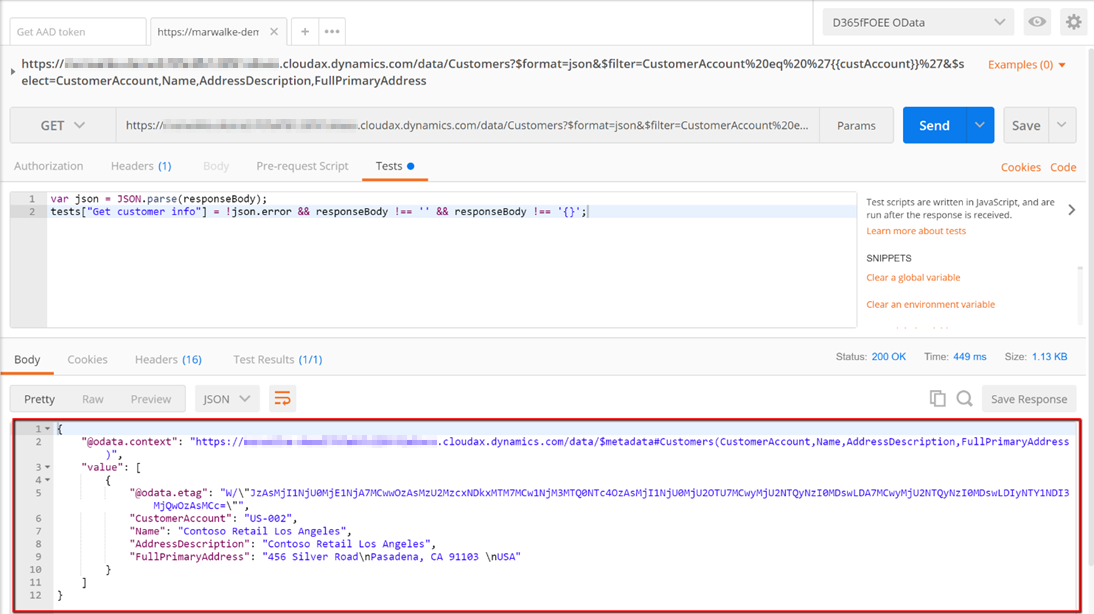 Get AAD token
https://marwalke-dem
D365fFOEE OData
https:// .cloudax.dynamics.com/data/Customers?$format=json&$filter=CustomerAccount%20eq%20%27{{custAccount}}%27&$s
elect=CustomerAccount,Name,AddressDescription,FullPrimaryAddress
Examples (0)
GET
https:// .cloudax.dynamics.com/data/Customers?$format=json&$filter=CustomerAccount%20e...
Params
Send
Save
Authorization
Headers (1)
Body
Pre-request Script
Tests
Cookies
Code
1 var json = JSON.parse(responseBody);
2 tests["Get customer info"] = !json.error && responseBody !== '' && responseBody !== '{}';
Test scripts are written in JavaScript, and are
run after the response is received.
Learn more about tests
SNIPPETS
Clear a global variable
Clear an environment variable
Body
Cookies
Headers (16)
Test Results (1/1)
Status: 200 OK
Time: 449 ms
Size: 1.13 KB
Pretty
Raw
Preview
JSON
Save Response
1 {
2 "@odata.context": "https:// .cloudax.dynamics.com/data/$metadata#Customers(CustomerAccount,Name,AddressDescription,FullPrimaryAddress
)",
3 "value": [
4 {
5 "@odata.etag": "W/\"JzAsMjI1NjU0MjE1NjA7MCwwOzAsMzU2MzcxNDkxMTM7MCw1NjM3MTQ0NTc4OzAsMjI1NjU0MjU2OTU7MCwyMjU2NTQyNzI0MDswLDA7MCwyMjU2NTQyNzI0MDswLDIyNTY1NDI3
MjQwOzAsMCc=\"",
6 "CustomerAccount": "US-002",
7 "Name": "Contoso Retail Los Angeles",
8 "AddressDescription": "Contoso Retail Los Angeles",
9 "FullPrimaryAddress": "456 Silver Road\nPasadena, CA 91103 \nUSA"
10 }
11 ]
12 }